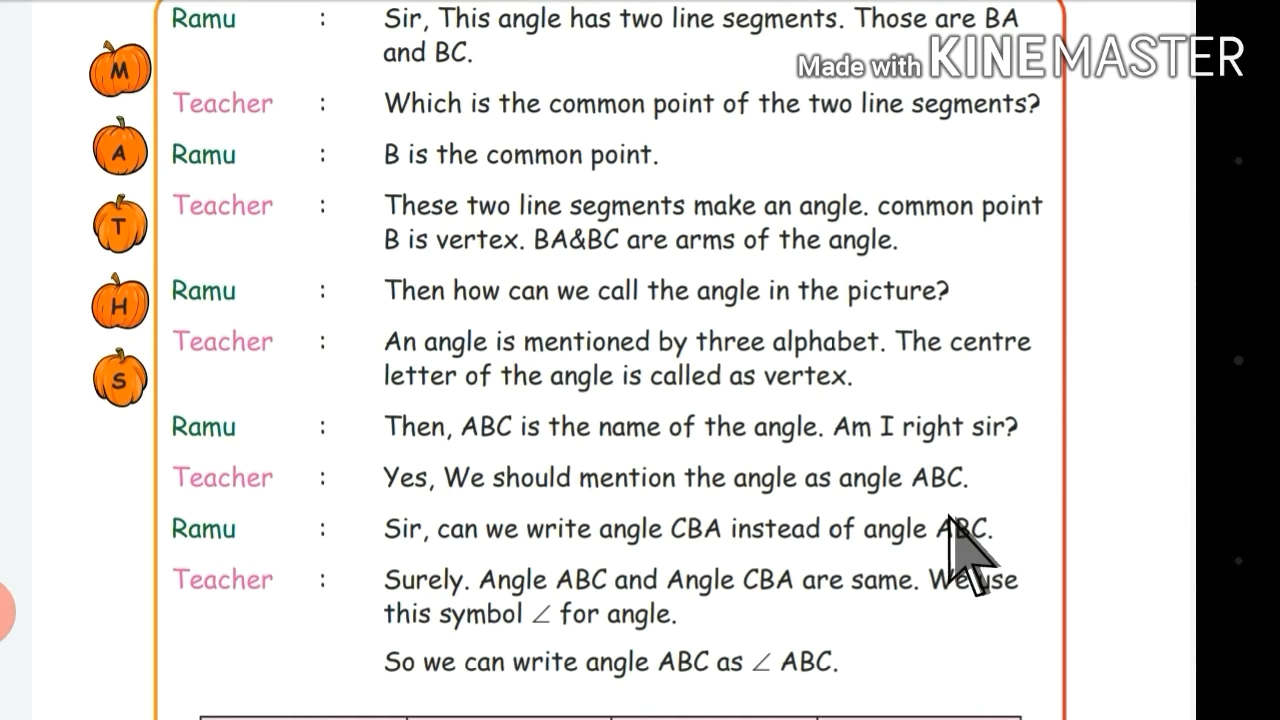 Ramu : Sir, This angle has two line segments. Those are BA
and BC.
Made with KINEMASTER
Teacher : Which is the common point of the two line segments?
Ramu : B is the common point.
Teacher : These two line segments make an angle. common point
B is vertex. BA&BC are arms of the angle.
Ramu : Then how can we call the angle in the picture?
Teacher : An angle is mentioned by three alphabet. The centre
letter of the angle is called as vertex.
Ramu : Then, ABC is the name of the angle. Am I right sir?
Teacher : Yes, We should mention the angle as angle ABC.
Ramu : Sir, can we write angle CBA instead of angle ABC.
Teacher : Surely. Angle ABC and Angle CBA are same. We use
this symbol ∠ for angle.
So we can write angle ABC as ∠ ABC.
M
A
T
H
S